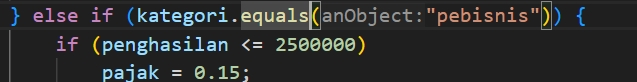 } else if (kategori.equals(anObject:"pebisnis")) {
if (penghasilan <= 2500000)
pajak = 0.15;